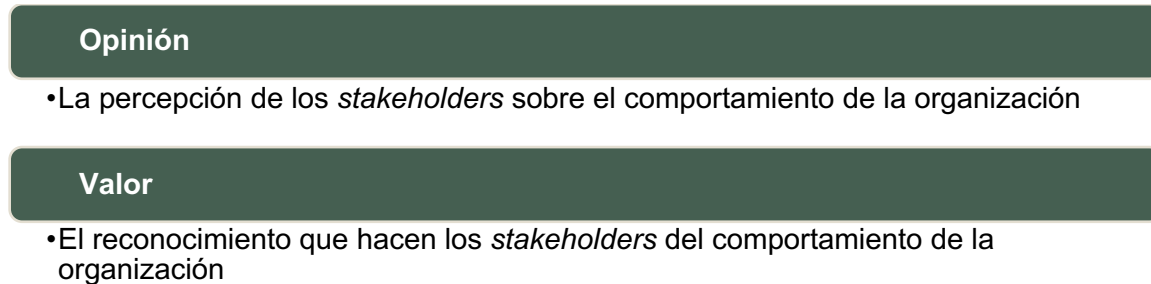 Opinión
•La percepción de los stakeholders sobre el comportamiento de la organización
Valor
•El reconocimiento que hacen los stakeholders del comportamiento de la
organización